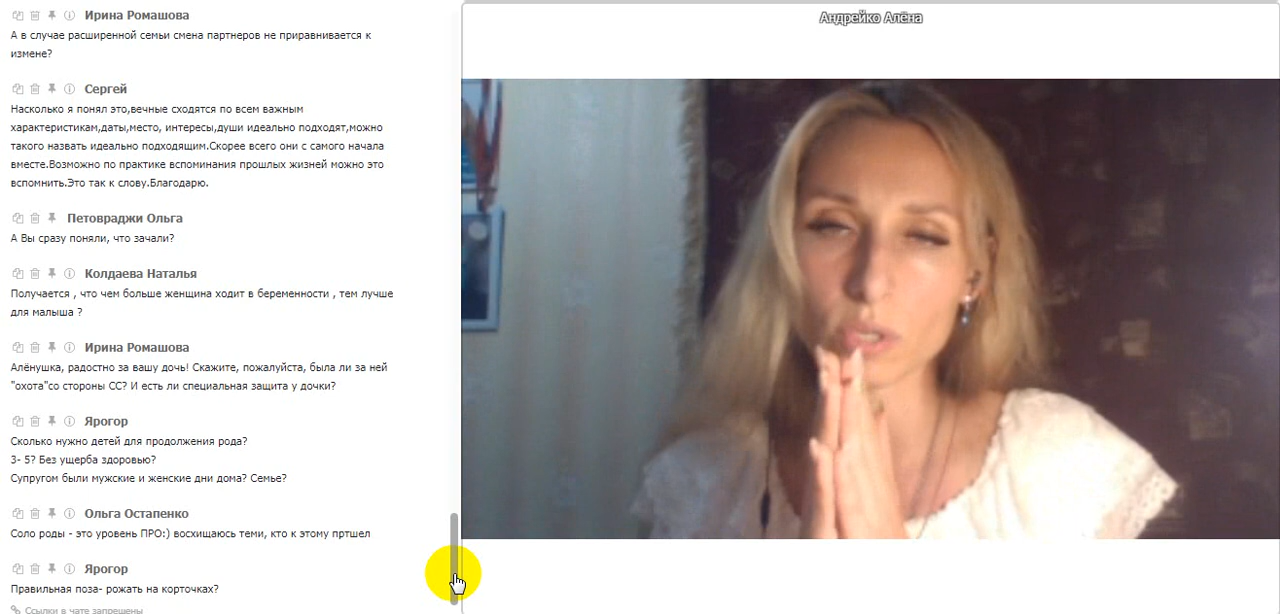 Ирина Ромашова
А в случае расширенной семьи смена партнеров не приравнивается к
измене?
Сергей
Насколько я понял это,вечные сходятся по всем важным
характеристикам,даты,место, интересы,души идеально подходят,можно
такого назвать идеально подходящим.Скорее всего они с самого начала
вместе.Возможно по практике вспоминания прошлых жизней можно это
вспомнить.Это так к слову.Благодарю.
Петовраджи Ольга
А Вы сразу поняли, что зачали?
Колдаева Наталья
Получается , что чем больше женщина ходит в беременности , тем лучше
для малыша ?
Ирина Ромашова
Алёнушка, радостно за вашу дочь! Скажите, пожалуйста, была ли за ней
"охота"со стороны СС? И есть ли специальная защита у дочки?
Ярогор
Сколько нужно детей для продолжения рода?
3- 5? Без ущерба здоровью?
Супругом были мужские и женские дни дома? Семье?
Ольга Остапенко
Соло роды - это уровень ПРО:) восхищаюсь теми, кто к этому пртшел
Ярогор
Правильная поза- рожать на корточках?
Ссылки в чате запрещены
Андрейко Алёна